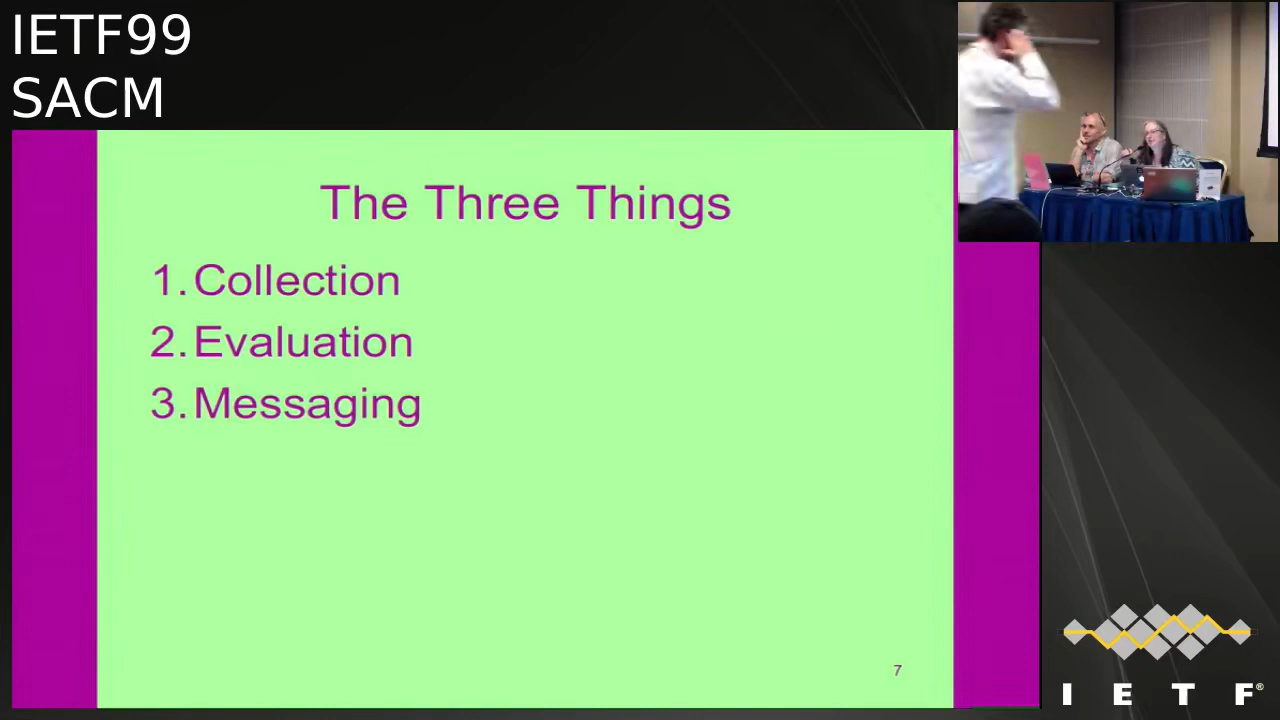 IETF99
SACM
The Three Things
1. Collection
2. Evaluation
3. Messaging
7
I E T F®